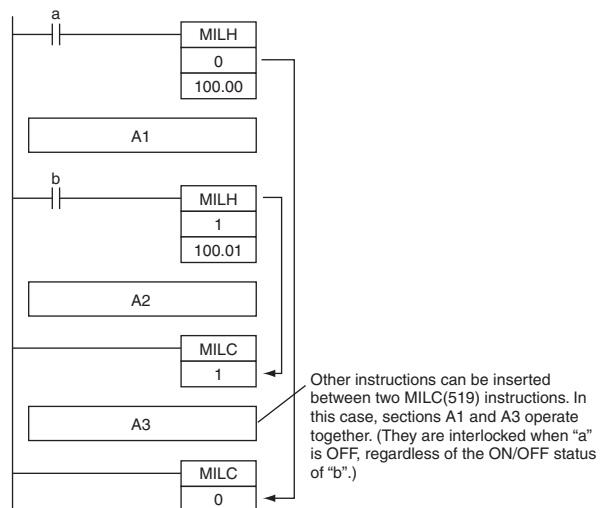 a
MILH
0
100.00
A1
b
MILH
1
100.01
A2
MILC
1
Other instructions can be inserted
between two MILC(519) instructions. In
this case, sections A1 and A3 operate
together. (They are interlocked when “a”
is OFF, regardless of the ON/OFF status
of “b”.)
A3
MILC
0